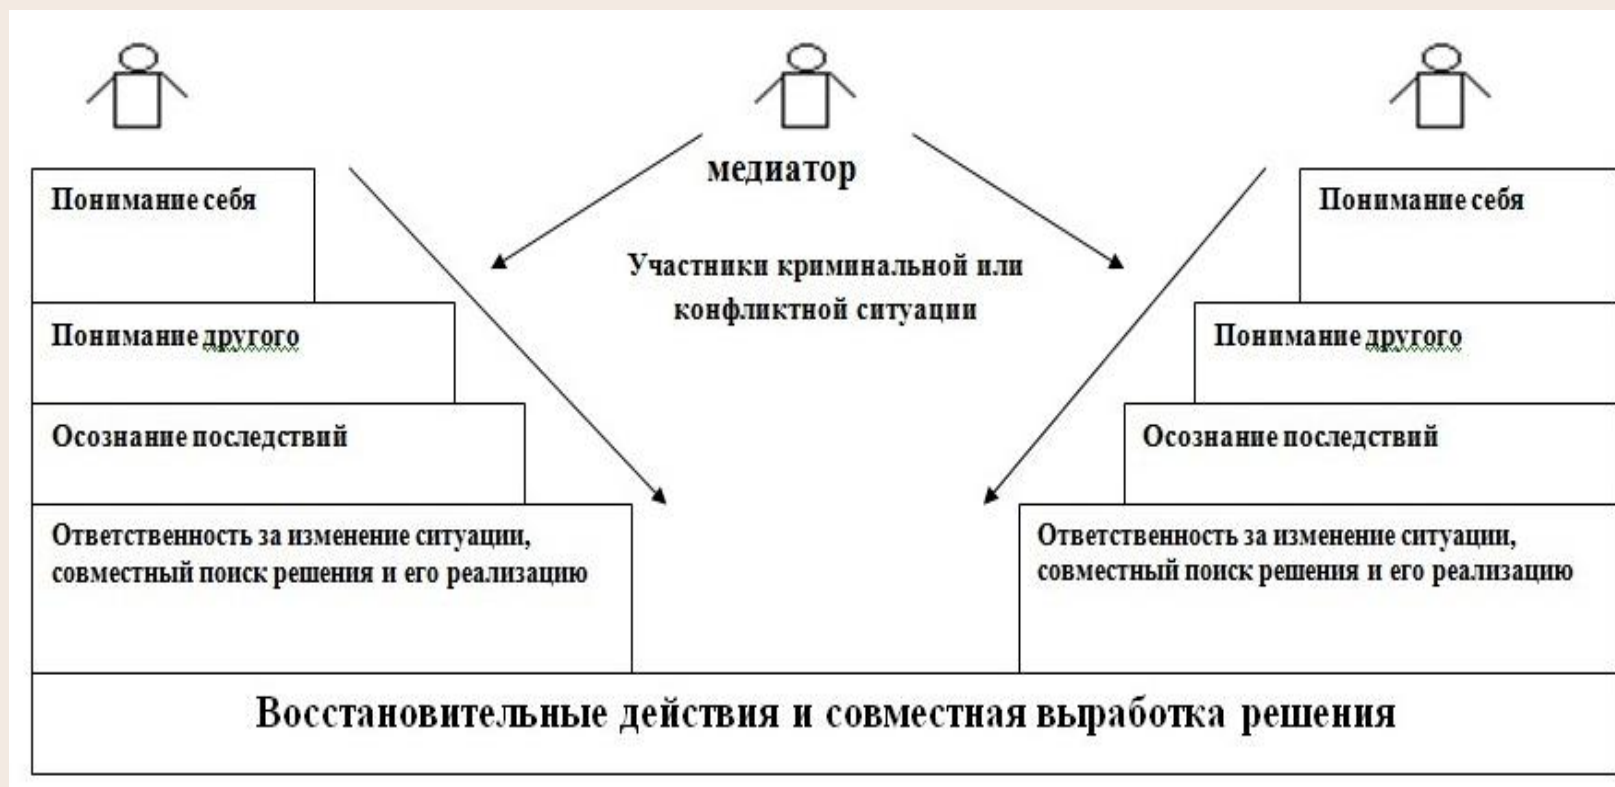 медиатор
Понимание себя
Понимание себя
Участники криминальной или
конфликтной ситуации
Понимание другого
Понимание другого
Осознание последствий
Осознание последствий
Ответственность за изменение ситуации,
совместный поиск решения и его реализацию
Ответственность за изменение ситуации,
совместный поиск решения и его реализацию
Восстановительные действия и совместная выработка решения